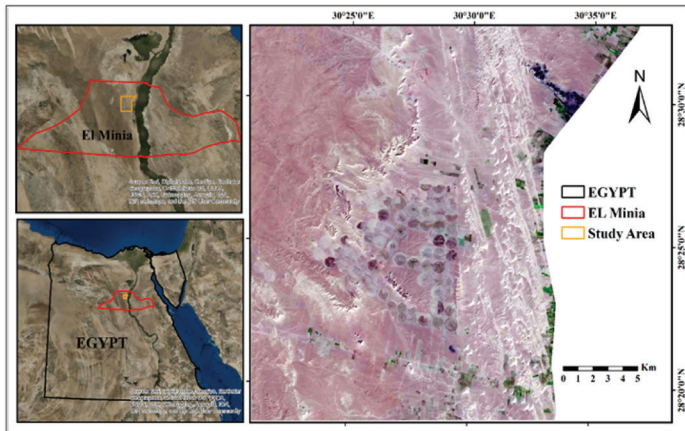 30°25'0"E
30°30'0"E
30°35'0"E
El Minia
EGYPT
N
EGYPT
EL Minia
Study Area
28°30'0"N
28°25'0"N
28°20'0"N
Km
0 1 2 3 4 5